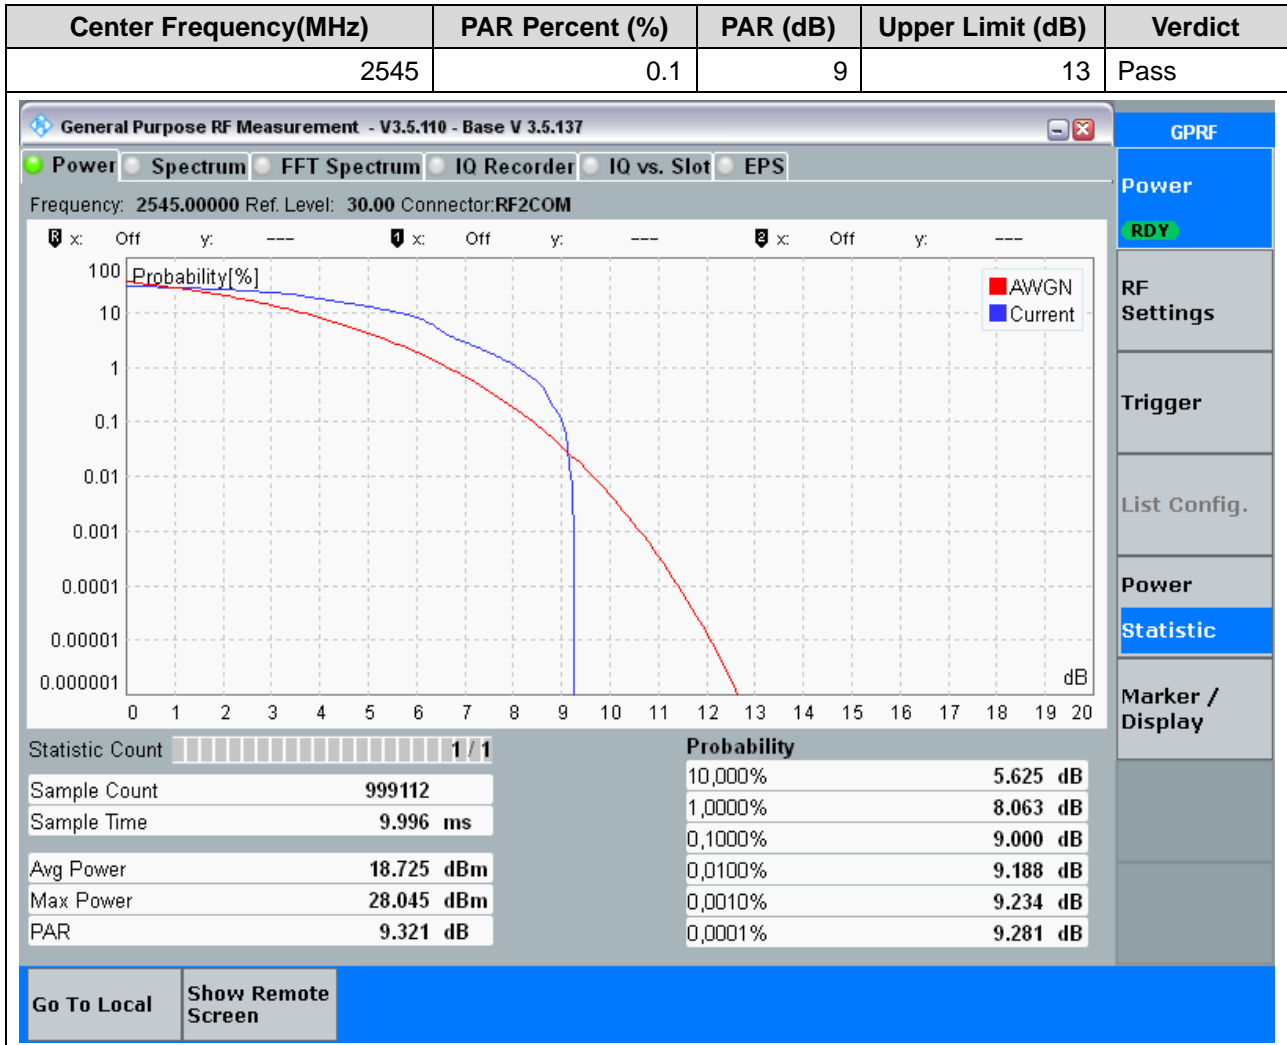 Center Frequency(MHz) PAR Percent (%) PAR (dB) Upper Limit (dB) Verdict
2545 0.1 9 13 Pass
General Purpose RF Measurement - V3.5.110 - Base V 3.5.137
GPRF
Power Spectrum FFT Spectrum IQ Recorder IQ vs. Slot EPS
Power
RDY
Frequency: 2545.00000 Ref. Level: 30.00 Connector:RF2COM
R x: Off y: --- 1 x: Off y: --- 2 x: Off y: ---
Probability[%]
AWGN
Current
100
10
1
0.1
0.01
0.001
0.0001
0.00001
0.000001
dB
0 1 2 3 4 5 6 7 8 9 10 11 12 13 14 15 16 17 18 19 20
RF
Settings
Trigger
List Config.
Power
Statistic
Marker /
Display
Statistic Count 1 / 1
Sample Count 999112
Sample Time 9.996 ms
Avg Power 18.725 dBm
Max Power 28.045 dBm
PAR 9.321 dB
Probability
10,000% 5.625 dB
1,0000% 8.063 dB
0,1000% 9.000 dB
0,0100% 9.188 dB
0,0010% 9.234 dB
0,0001% 9.281 dB
Go To Local
Show Remote
Screen